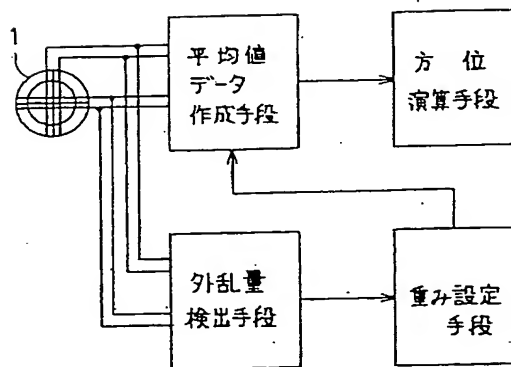 1
平均値
データ
作成手段
方 位
演算手段
外乱量
検出手段
重み設定
手段